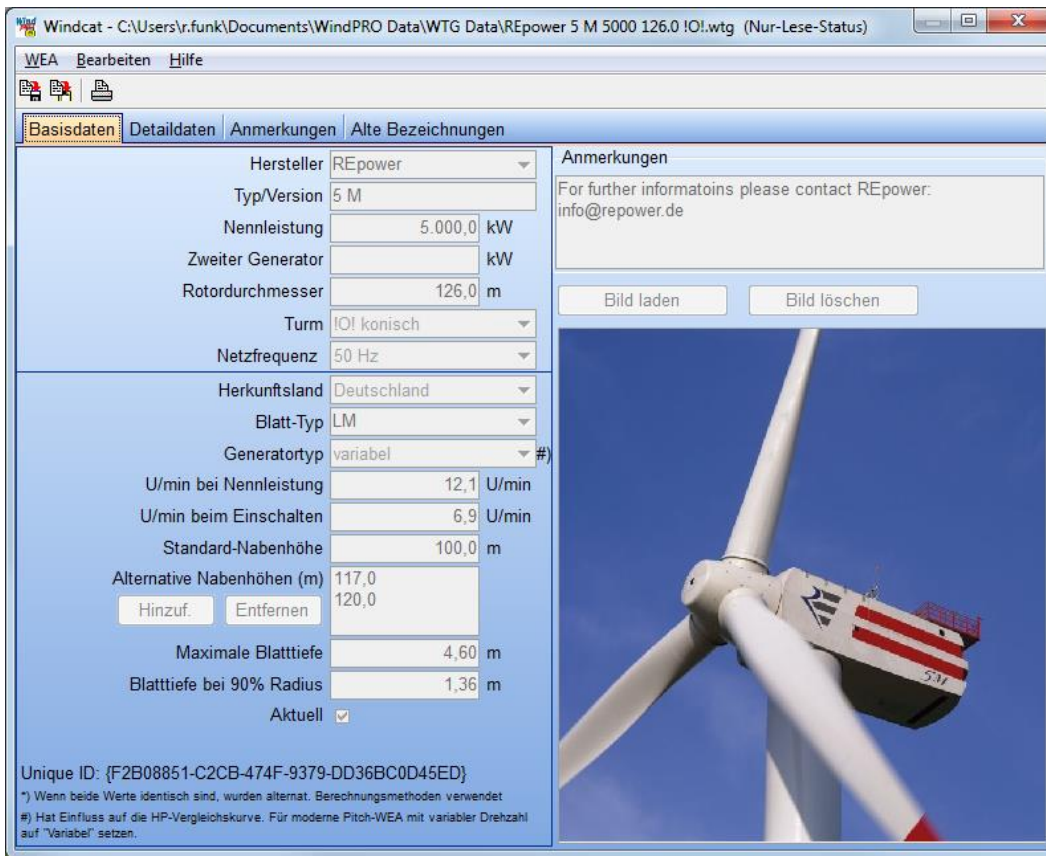 Windcat - C:\Users\r.funk\Documents\WindPRO Data\WTG Data\REpower 5 M 5000 126.0 !O!.wtg (Nur-Lese-Status)
WEA Bearbeiten Hilfe
Basisdaten Detaildaten Anmerkungen Alte Bezeichnungen
Hersteller REpower
Typ/Version 5 M
Nennleistung 5.000,0 kW
Zweiter Generator kW
Rotordurchmesser 126,0 m
Turm !O! konisch
Netzfrequenz 50 Hz
Herkunftsland Deutschland
Blatt-Typ LM
Generatortyp variabel #)
U/min bei Nennleistung 12,1 U/min
U/min beim Einschalten 6,9 U/min
Standard-Nabenhöhe 100,0 m
Alternative Nabenhöhen (m) 117,0
120,0
Hinzuf. Entfernen
Maximale Blatttiefe 4,60 m
Blatttiefe bei 90% Radius 1,36 m
Aktuell
Unique ID: {F2B08851-C2CB-474F-9379-DD36BC0D45ED}
*) Wenn beide Werte identisch sind, wurden alternat. Berechnungsmethoden verwendet
#) Hat Einfluss auf die HP-Vergleichskurve. Für moderne Pitch-WEA mit variabler Drehzahl
auf "Variabel" setzen.
Anmerkungen
For further informatoins please contact REpower:
info@repower.de
Bild laden Bild löschen
5M